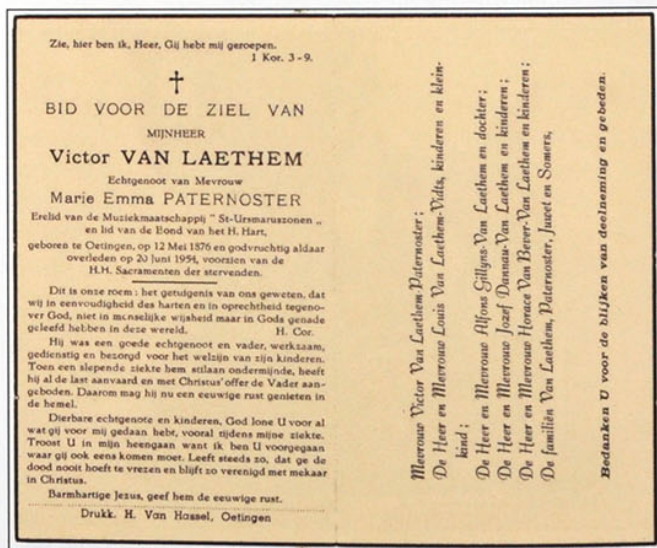 Zie, hier ben ik, Heer, Gij hebt mij geroepen.
1 Kor. 3-9.
BID VOOR DE ZIEL VAN
MIJNHEER
Victor VAN LAETHEM
Echtgenoot van Mevrouw
Marie Emma PATERNOSTER
Erelid van de Muziekmaatschappij " St-Ursmaruszonen „
en lid van de Bond van het H. Hart,
geboren te Oetingen, op 12 Mei 1876 en godvruchtig aldaar
overleden op 20 Juni 1954, voorzien van de
H.H. Sacramenten der stervenden.
Dit is onze roem : het getuigenis van ons geweten, dat
wij in eenvoudigheid des harten en in oprechtheid tegeno-
ver God, niet in menselijke wijsheid maar in Gods genade
geleefd hebben in deze wereld. H. Cor.
Hij was een goede echtgenoot en vader, werkzaam,
gedienstig en bezorgd voor het welzijn van zijn kinderen.
Toen een slepende ziekte hem stilaan ondermijnde, heeft
hij al de last aanvaard en met Christus' offer de Vader aan-
geboden. Daarom mag hij nu een eeuwige rust genieten in
de hemel.
Dierbare echtgenote en kinderen, God lone U voor al
wat gij voor mij gedaan hebt, vooral tijdens mijne ziekte.
Troost U in mijn heengaan want ik ben U voorgegaan
waar gij ook eens komen moet. Leeft steeds zo, dat ge de
dood nooit hoeft te vrezen en blijft zo verenigd met mekaar
in Christus.
Barmhartige Jezus, geef hem de eeuwige rust.
Drukk. H. Van Hassel, Oetingen
Mevrouw Victor Van Laethem-Paternoster ;
De Heer en Mevrouw Louis Van Laethem-Vidts, kinderen en klein-
kind ;
De Heer en Mevrouw Alfons Gillyns-Van Laethem en dochter ;
De Heer en Mevrouw Jozef Dannau-Van Laethem en kinderen ;
De Heer en Mevrouw Horace Van Bever-Van Laethem en kinderen ;
De familiën Van Laethem, Paternoster, Juwet en Somers,
Bedanken U voor de blijken van deelneming en gebeden.